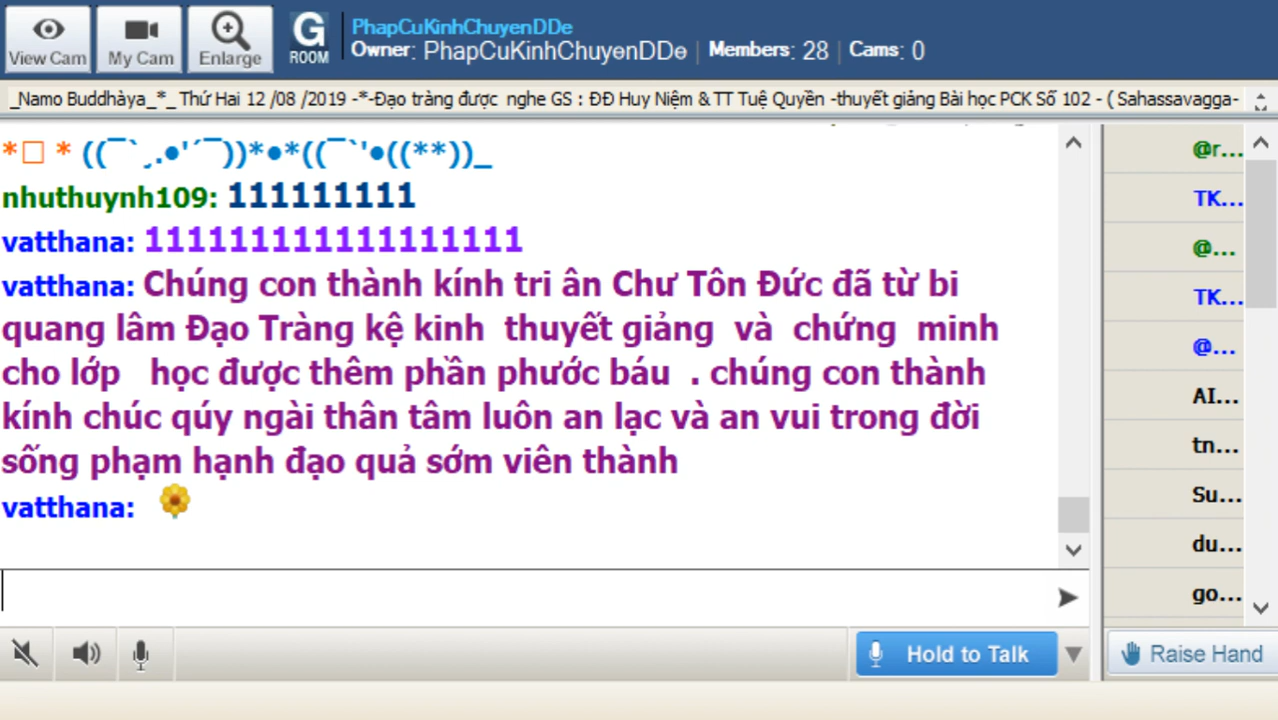 PhapCuKinhChuyenDDe
View Cam My Cam Enlarge G ROOM Owner: PhapCuKinhChuyenDDe | Members: 28 | Cams: 0
_Namo Buddhàya_*_ Thứ Hai 12 /08 /2019 -*-Đạo tràng được nghe GS : ĐĐ Huy Niệm & TT Tuệ Quyền -thuyết giảng Bài học PCK Số 102 - ( Sahassavagga-
nhuthuynh109: 111111111
vatthana: 111111111111111111
vatthana: Chúng con thành kính tri ân Chư Tôn Đức đã từ bi
quang lâm Đạo Tràng kệ kinh thuyết giảng và chứng minh
cho lớp học được thêm phần phước báu . chúng con thành
kính chúc qúy ngài thân tâm luôn an lạc và an vui trong đời
sống phạm hạnh đạo quả sớm viên thành
vatthana:
@r...
TK...
@...
TK...
@...
AI...
tn...
Su...
du...
go...
Hold to Talk
Raise Hand